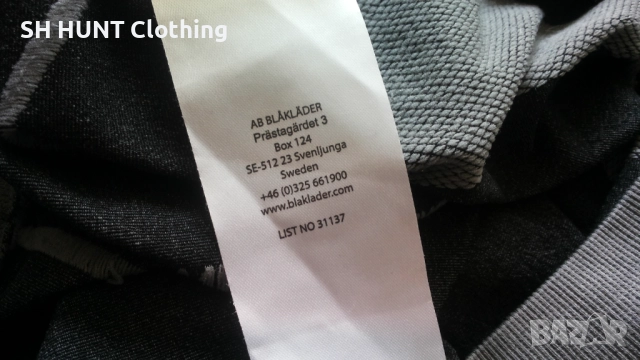 SH HUNT Clothing
AB BLÅKLÄDER
Prästagärdet 3
Box 124
SE-512 23 Svenljunga
Sweden
+46 (0)325 661900
www.blaklader.com
LIST NO 31137
BAZAR